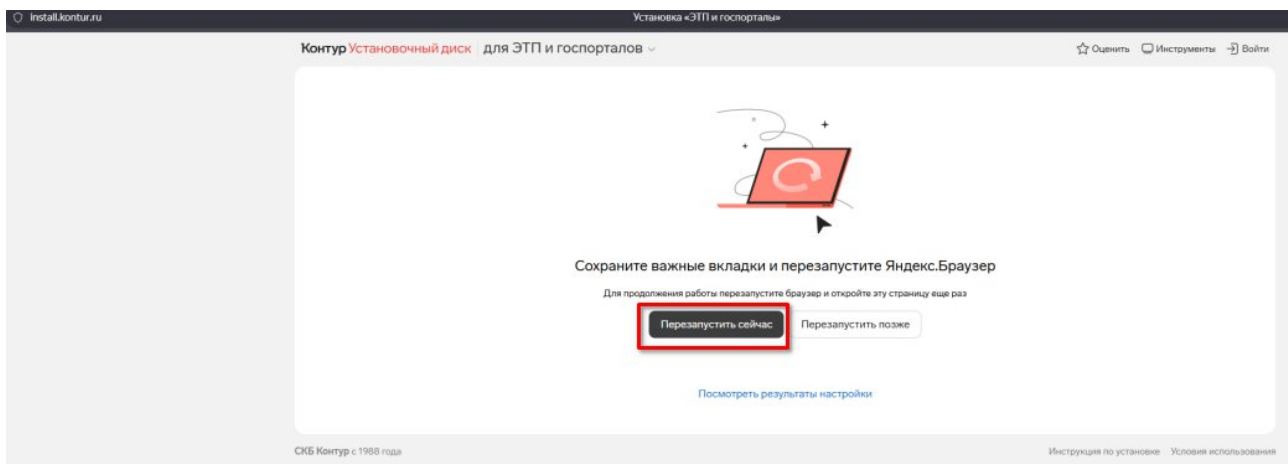 install.kontur.ru
Установка «ЭТП и госпорталы»
Контур Установочный диск для ЭТП и госпорталов
Оценить Инструменты Войти
Сохраните важные вкладки и перезапустите Яндекс.Браузер
Для продолжения работы перезапустите браузер и откройте эту страницу еще раз
Перезапустить сейчас Перезапустить позже
Посмотреть результаты настройки
СКБ Контур с 1988 года
Инструкция по установке Условия использования